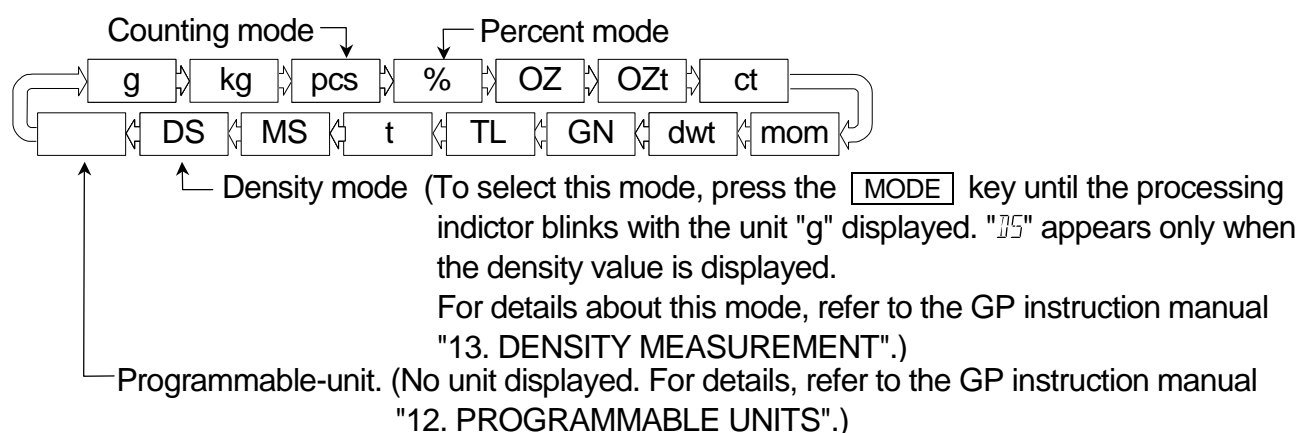 Counting mode Percent mode
g kg pcs % OZ OZt ct
DS MS t TL GN dwt mom
Density mode (To select this mode, press the MODE key until the processing
indictor blinks with the unit "g" displayed. "DS" appears only when
the density value is displayed.
For details about this mode, refer to the GP instruction manual
"13. DENSITY MEASUREMENT".)
Programmable-unit. (No unit displayed. For details, refer to the GP instruction manual
"12. PROGRAMMABLE UNITS".)